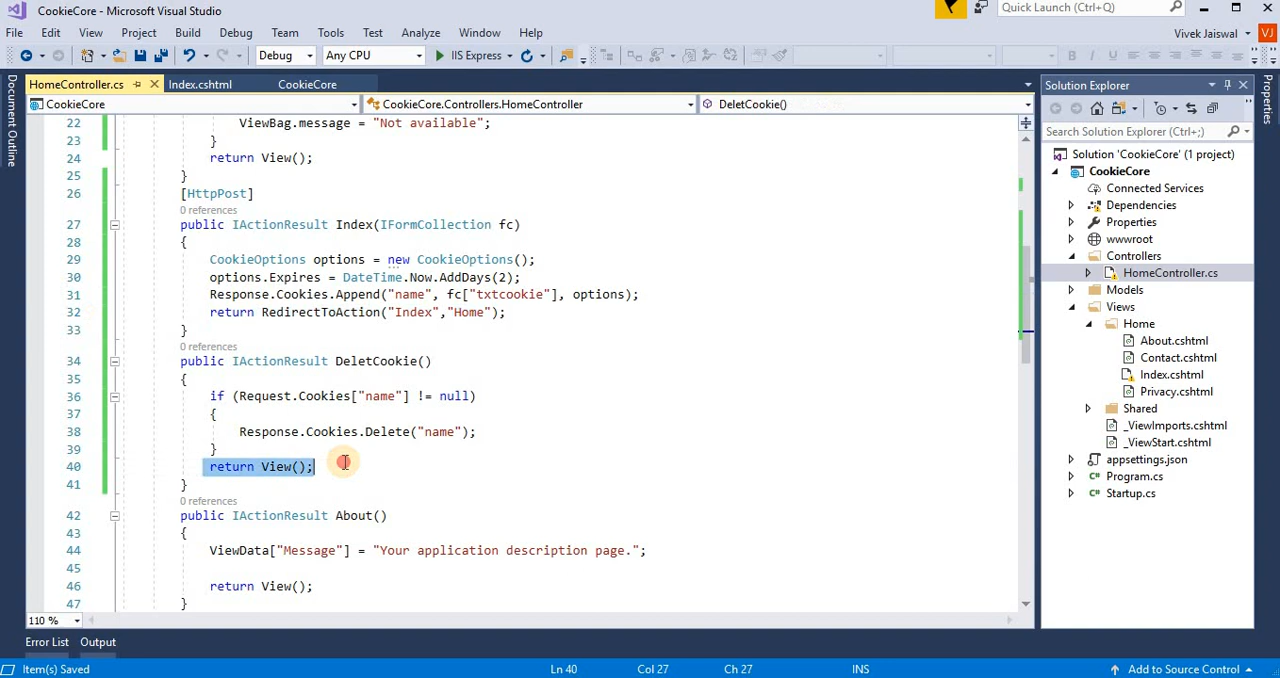 CookieCore - Microsoft Visual Studio
Quick Launch (Ctrl+Q)
File Edit View Project Build Debug Team Tools Test Analyze Window Help
Vivek Jaiswal VJ
Debug Any CPU IIS Express
HomeController.cs Index.cshtml CookieCore
CookieCore CookieCore.Controllers.HomeController DeletCookie()
Document Outline
22 ViewBag.message = "Not available";
23 }
24 return View();
25 }
26 [HttpPost]
0 references
27 public IActionResult Index(IFormCollection fc)
28 {
29 CookieOptions options = new CookieOptions();
30 options.Expires = DateTime.Now.AddDays(2);
31 Response.Cookies.Append("name", fc["txtcookie"], options);
32 return RedirectToAction("Index","Home");
33 }
0 references
34 public IActionResult DeletCookie()
35 {
36 if (Request.Cookies["name"] != null)
37 {
38 Response.Cookies.Delete("name");
39 }
40 return View();
41 }
0 references
42 public IActionResult About()
43 {
44 ViewData["Message"] = "Your application description page.";
45
46 return View();
47 }
110 %
Solution Explorer
Search Solution Explorer (Ctrl+;)
Solution 'CookieCore' (1 project)
CookieCore
Connected Services
Dependencies
Properties
wwwroot
Controllers
HomeController.cs
Models
Views
Home
About.cshtml
Contact.cshtml
Index.cshtml
Privacy.cshtml
Shared
_ViewImports.cshtml
_ViewStart.cshtml
appsettings.json
Program.cs
Startup.cs
Properties
Error List Output
Item(s) Saved Ln 40 Col 27 Ch 27 INS Add to Source Control